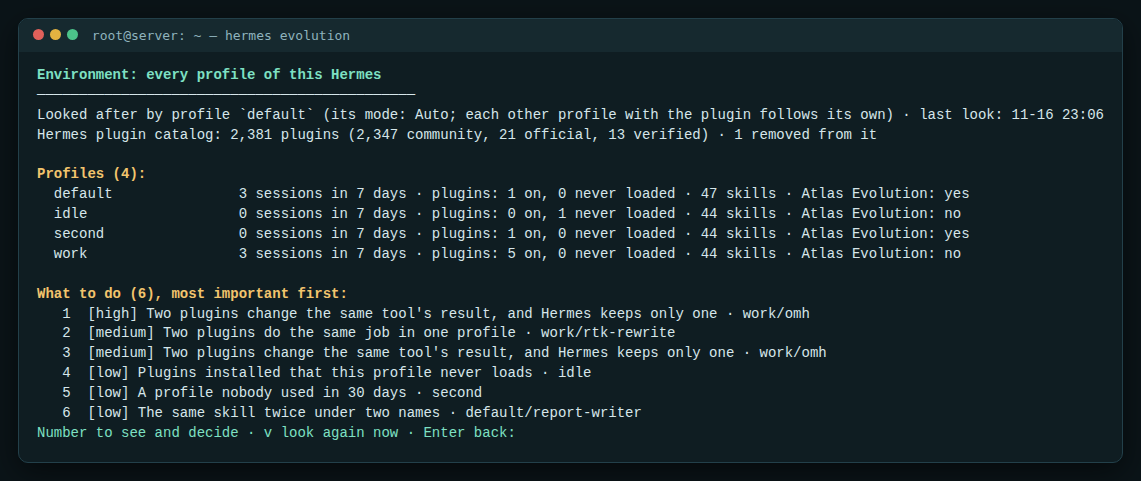 root@server: ~ — hermes evolution
Environment: every profile of this Hermes
─────────────────────────────────────────────
Looked after by profile `default` (its mode: Auto; each other profile with the plugin follows its own) · last look: 11-16 23:06
Hermes plugin catalog: 2,381 plugins (2,347 community, 21 official, 13 verified) · 1 removed from it
Profiles (4):
default 3 sessions in 7 days · plugins: 1 on, 0 never loaded · 47 skills · Atlas Evolution: yes
idle 0 sessions in 7 days · plugins: 0 on, 1 never loaded · 44 skills · Atlas Evolution: no
second 0 sessions in 7 days · plugins: 1 on, 0 never loaded · 44 skills · Atlas Evolution: yes
work 3 sessions in 7 days · plugins: 5 on, 0 never loaded · 44 skills · Atlas Evolution: no
What to do (6), most important first:
1 [high] Two plugins change the same tool's result, and Hermes keeps only one · work/omh
2 [medium] Two plugins do the same job in one profile · work/rtk-rewrite
3 [medium] Two plugins change the same tool's result, and Hermes keeps only one · work/omh
4 [low] Plugins installed that this profile never loads · idle
5 [low] A profile nobody used in 30 days · second
6 [low] The same skill twice under two names · default/report-writer
Number to see and decide · v look again now · Enter back: